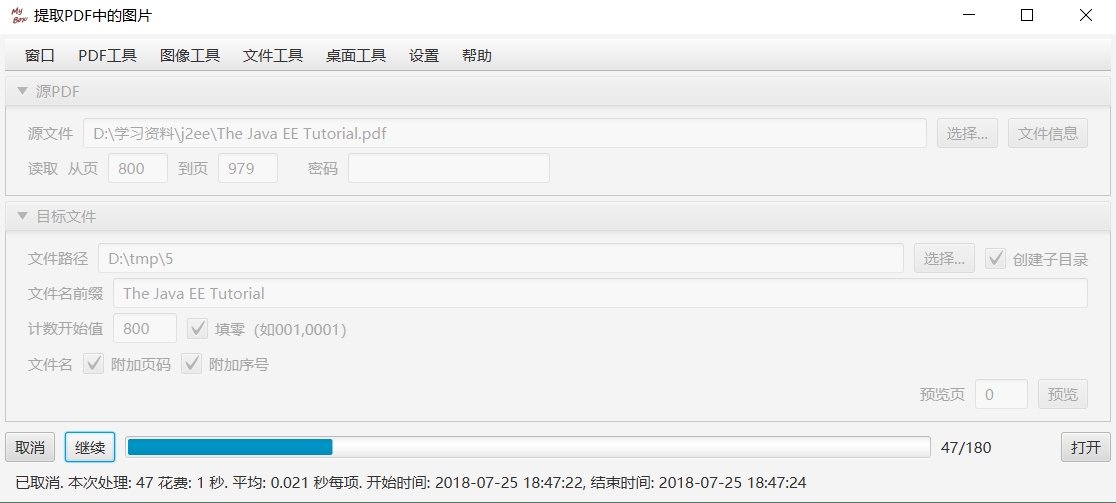 My Box 提取PDF中的图片
窗口 PDF工具 图像工具 文件工具 桌面工具 设置 帮助
源PDF
源文件 D:\学习资料\j2ee\The Java EE Tutorial.pdf 选择... 文件信息
读取 从页 800 到页 979 密码
目标文件
文件路径 D:\tmp\5 选择... 创建子目录
文件名前缀 The Java EE Tutorial
计数开始值 800 填零（如001,0001）
文件名 附加页码 附加序号
预览页 0 预览
取消 继续 47/180 打开
已取消. 本次处理: 47 花费: 1 秒. 平均: 0.021 秒每项. 开始时间: 2018-07-25 18:47:22, 结束时间: 2018-07-25 18:47:24